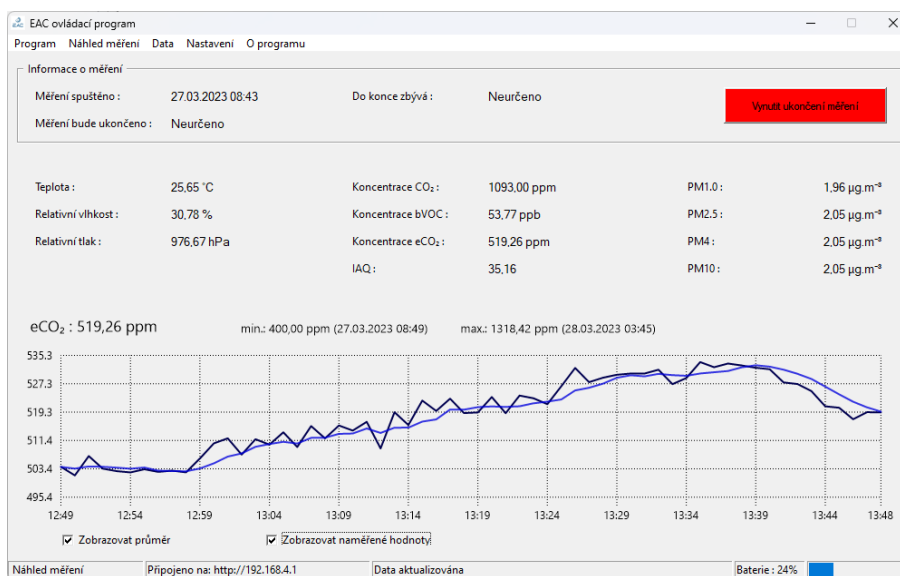 EAC ovládací program
Program Náhled měření Data Nastavení O programu
Informace o měření
Měření spuštěno : 27.03.2023 08:43 Do konce zbývá : Neurčeno Vynutit ukončení měření
Měření bude ukončeno : Neurčeno
Teplota : 25,65 °C Koncentrace CO₂ : 1093,00 ppm PM1.0 : 1,96 µg.m⁻³
Relativní vlhkost : 30,78 % Koncentrace bVOC : 53,77 ppb PM2.5 : 2,05 µg.m⁻³
Relativní tlak : 976,67 hPa Koncentrace eCO₂ : 519,26 ppm PM4 : 2,05 µg.m⁻³
IAQ : 35,16 PM10 : 2,05 µg.m⁻³
eCO₂ : 519,26 ppm min.: 400,00 ppm (27.03.2023 08:49) max.: 1318,42 ppm (28.03.2023 03:45)
535.3
527.3
519.3
511.4
503.4
495.4
12:49 12:54 12:59 13:04 13:09 13:14 13:19 13:24 13:29 13:34 13:39 13:44 13:48
Zobrazovat průměr Zobrazovat naměřené hodnoty
Náhled měření Připojeno na: http://192.168.4.1 Data aktualizována Baterie : 24%